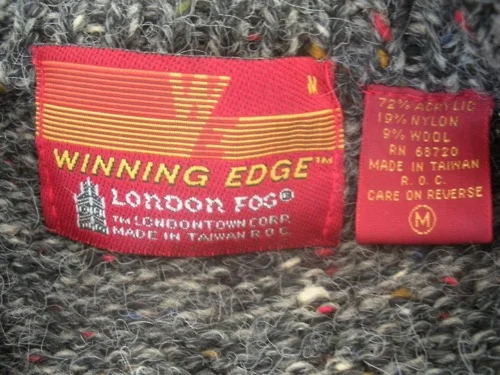 WE
M
WINNING EDGE™
LONDON FOG®
TM LONDONTOWN CORP.
MADE IN TAIWAN R.O.C.
72% ACRYLIC
19% NYLON
9% WOOL
RN 68720
MADE IN TAIWAN
R.O.C.
CARE ON REVERSE
M